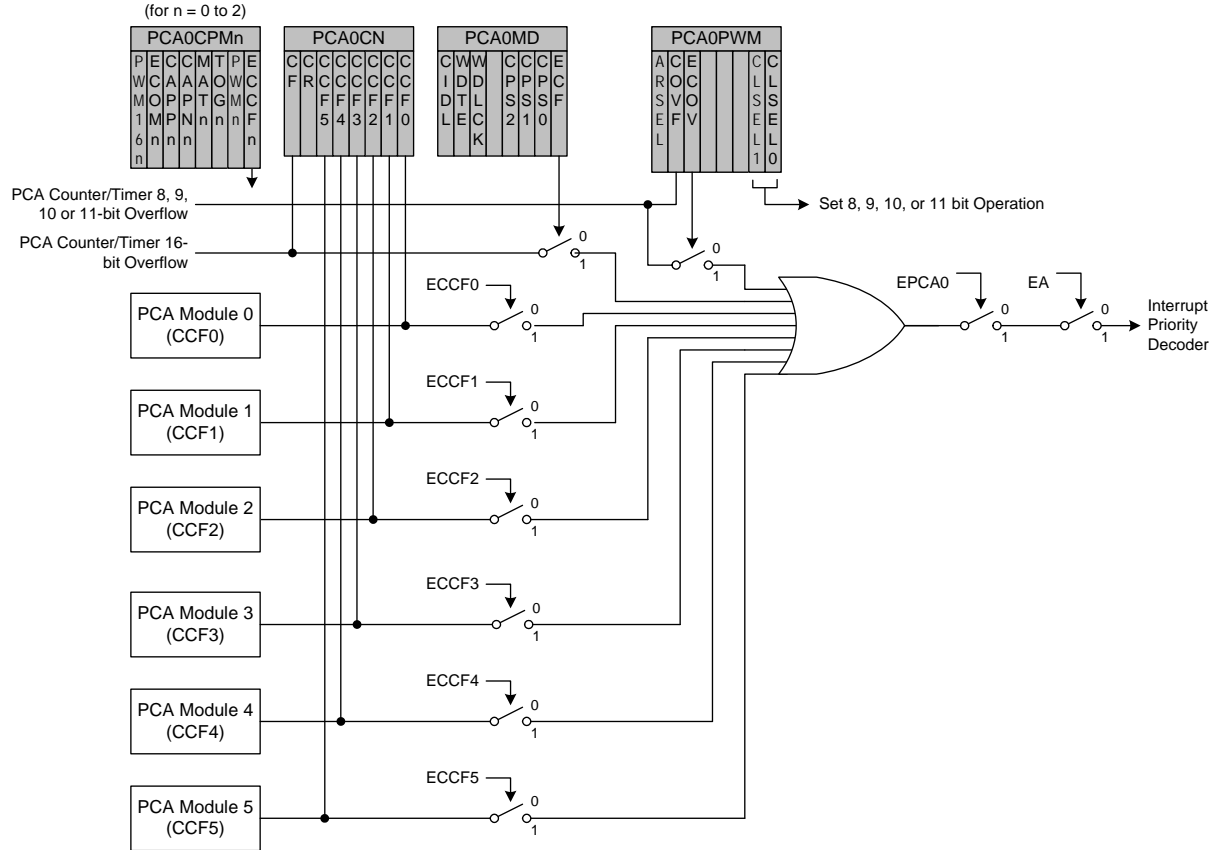 (for n = 0 to 2)
PCA0CPMn
PWM16n
ECOMn
CAPPn
CAPNn
MATn
TOGn
PWMn
ECCFn
PCA0CN
CF
CR
CCF5
CCF4
CCF3
CCF2
CCF1
CCF0
PCA0MD
CIDL
WDTE
WDLCK
CPS2
CPS1
CPS0
ECF
PCA0PWM
ARSEL
COVF
ECOV
CLSEL1
CLSEL0
PCA Counter/Timer 8, 9,
10 or 11-bit Overflow
Set 8, 9, 10, or 11 bit Operation
PCA Counter/Timer 16-
bit Overflow
0
1
0
1
PCA Module 0
(CCF0)
ECCF0
0
1
EPCA0
0
1
EA
0
1
Interrupt
Priority
Decoder
PCA Module 1
(CCF1)
ECCF1
0
1
PCA Module 2
(CCF2)
ECCF2
0
1
PCA Module 3
(CCF3)
ECCF3
0
1
PCA Module 4
(CCF4)
ECCF4
0
1
PCA Module 5
(CCF5)
ECCF5
0
1